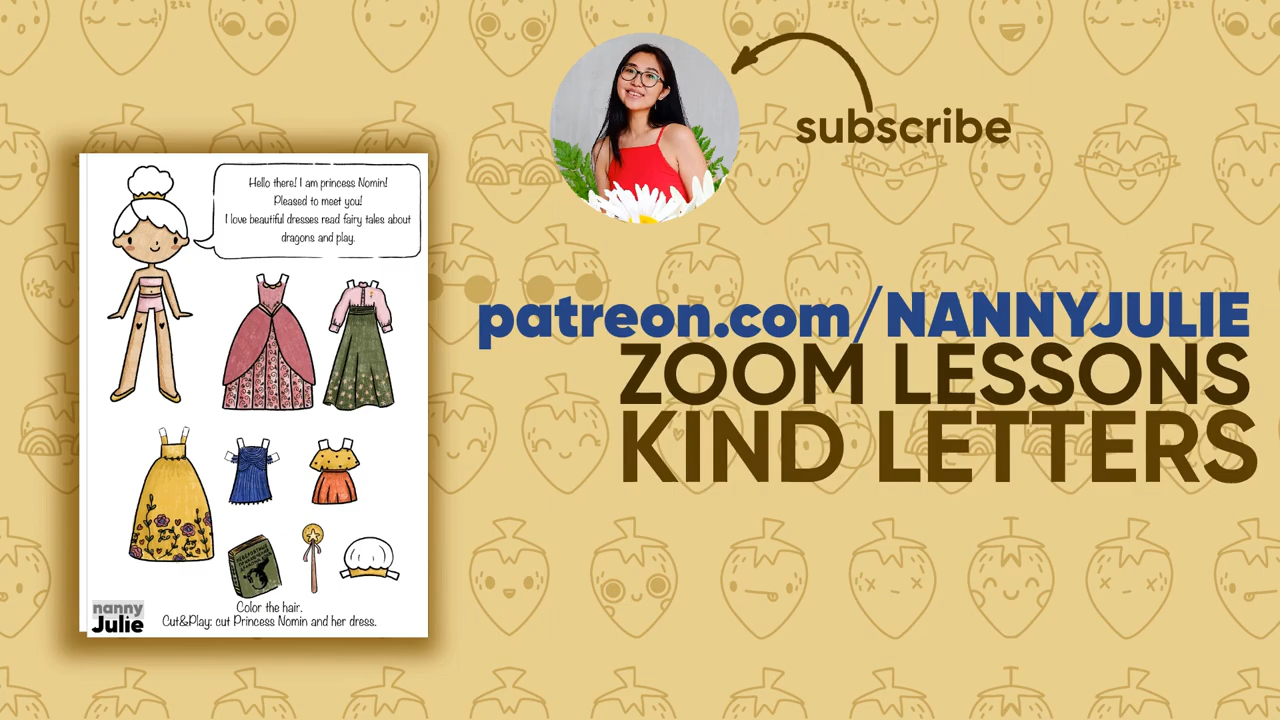 subscribe
Hello there! I am princess Nomin!
Pleased to meet you!
I love beautiful dresses read fairy tales about
dragons and play.
patreon.com/NANNYJULIE
ZOOM LESSONS
KIND LETTERS
Color the hair.
Cut&Play: cut Princess Nomin and her dress.
nanny
Julie